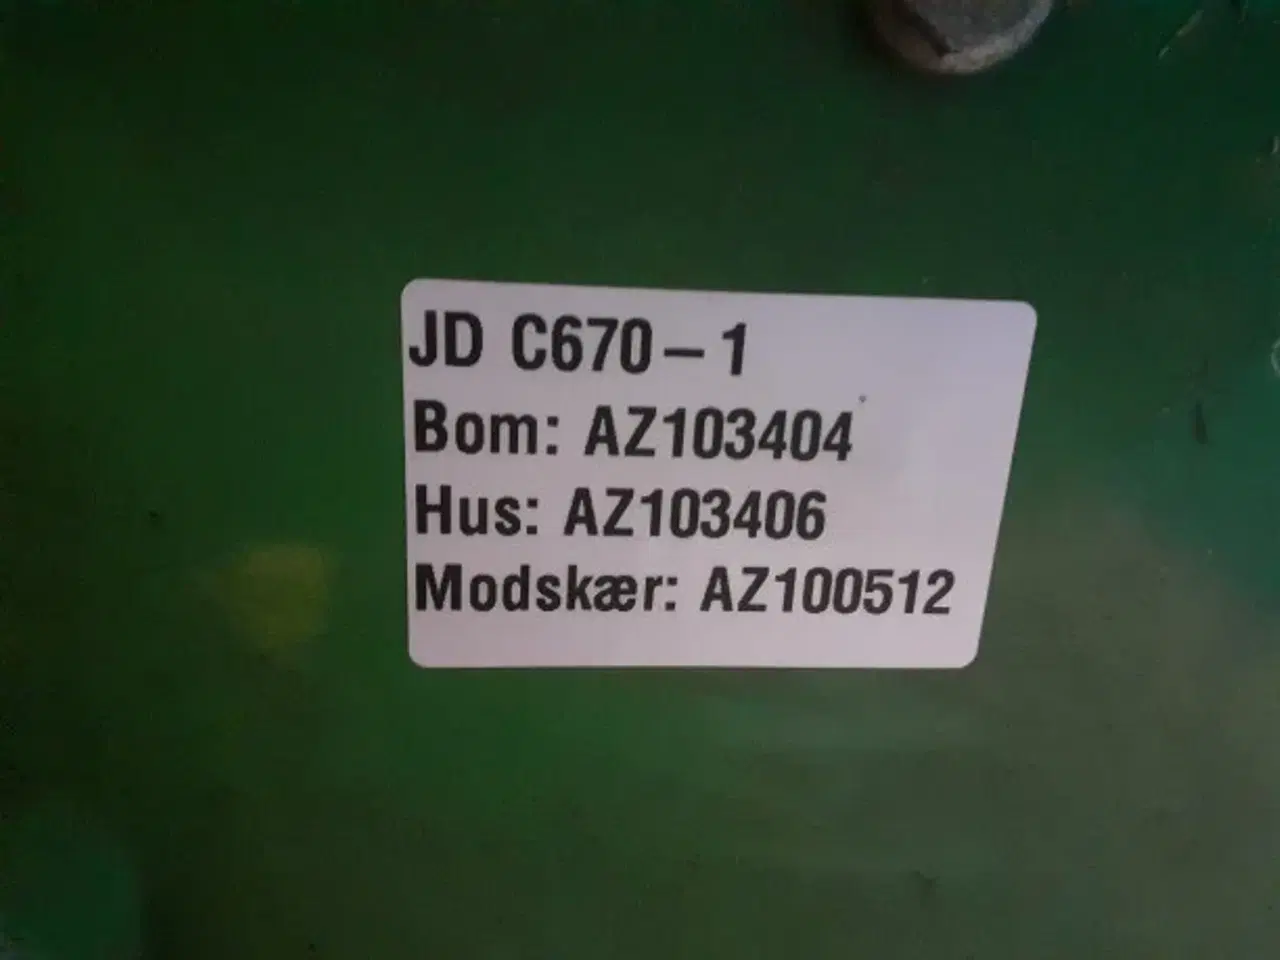 JD C670-1
Bom: AZ103404
Hus: AZ103406
Modskær: AZ100512